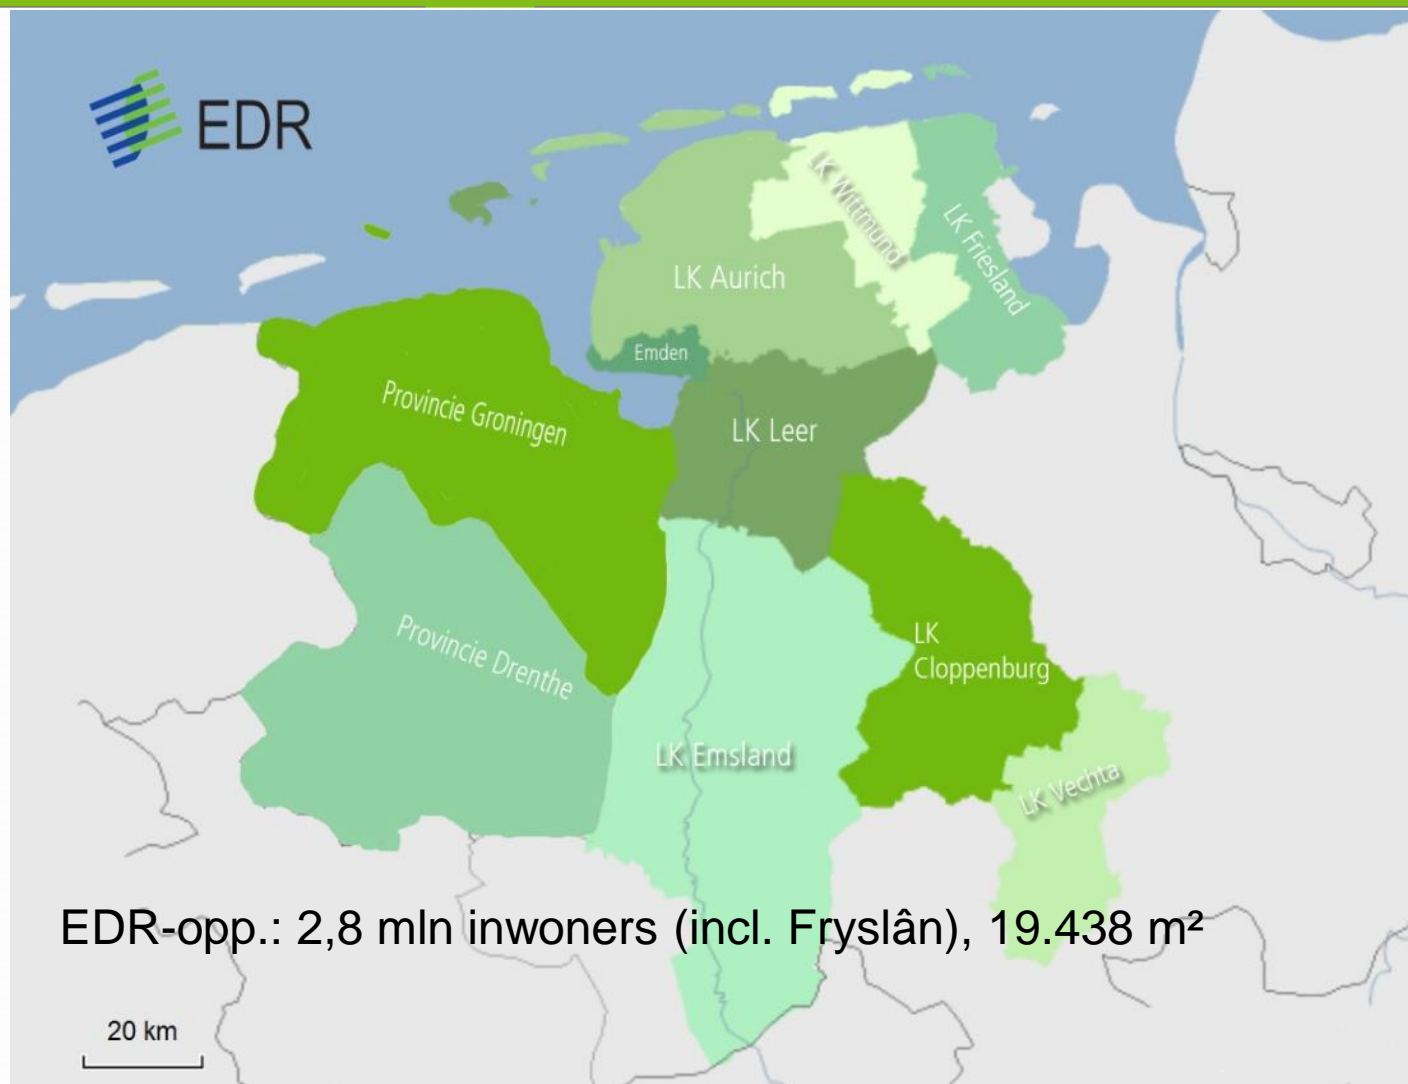 EDR
LK Wittmund
LK Friesland
LK Aurich
Emden
Provincie Groningen
LK Leer
Provincie Drenthe
LK
Cloppenburg
LK Emsland
LK Vechta
EDR-opp.: 2,8 mln inwoners (incl. Fryslân), 19.438 m²
20 km